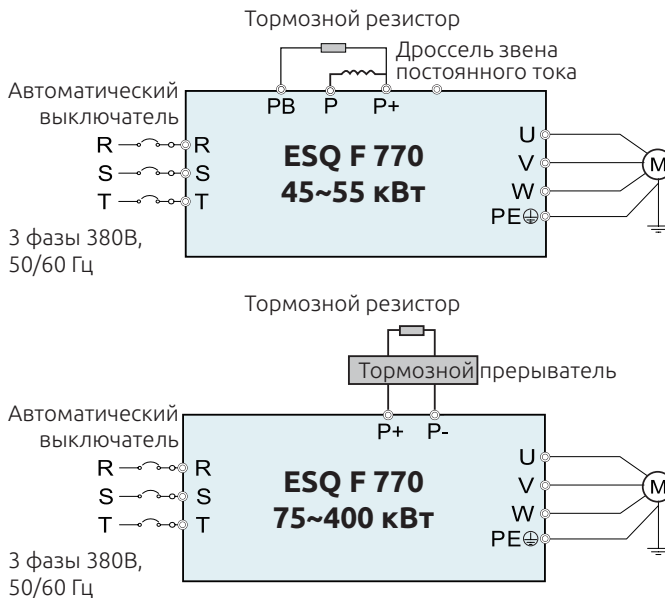 Тормозной резистор
Дроссель звена
постоянного тока
Автоматический
выключатель
PB P P+
R R
S S
T T
ESQ F 770
45~55 кВт
U
V
W
PE
M
3 фазы 380В,
50/60 Гц
Тормозной резистор
Тормозной прерыватель
Автоматический
выключатель
P+ P-
R R
S S
T T
ESQ F 770
75~400 кВт
U
V
W
PE
M
3 фазы 380В,
50/60 Гц